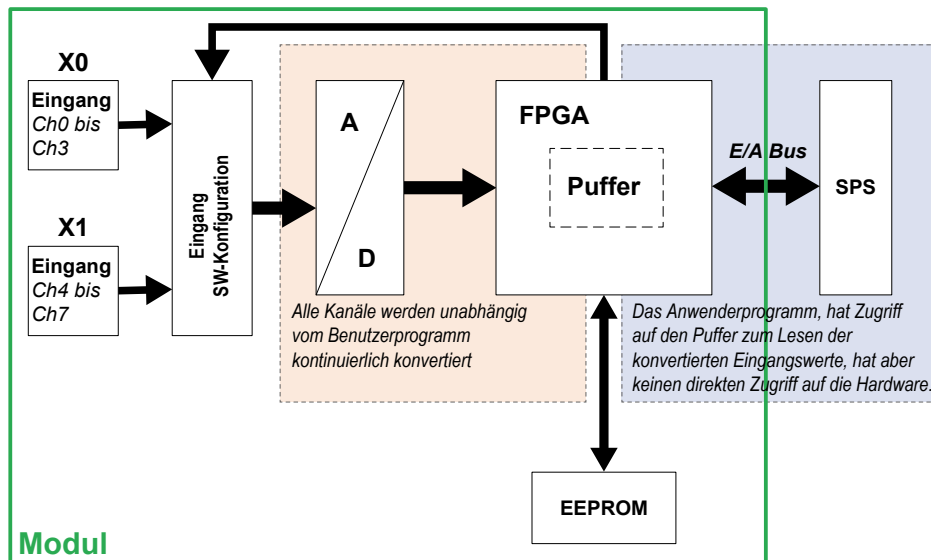 X0
Eingang
Ch0 bis
Ch3
X1
Eingang
Ch4 bis
Ch7
Eingang
SW-Konfiguration
A
D
Alle Kanäle werden unabhängig
vom Benutzerprogramm
kontinuierlich konvertiert
FPGA
Puffer
E/A Bus
SPS
Das Anwenderprogramm, hat Zugriff
auf den Puffer zum Lesen der
konvertierten Eingangswerte, hat aber
keinen direkten Zugriff auf die Hardware.
EEPROM
Modul